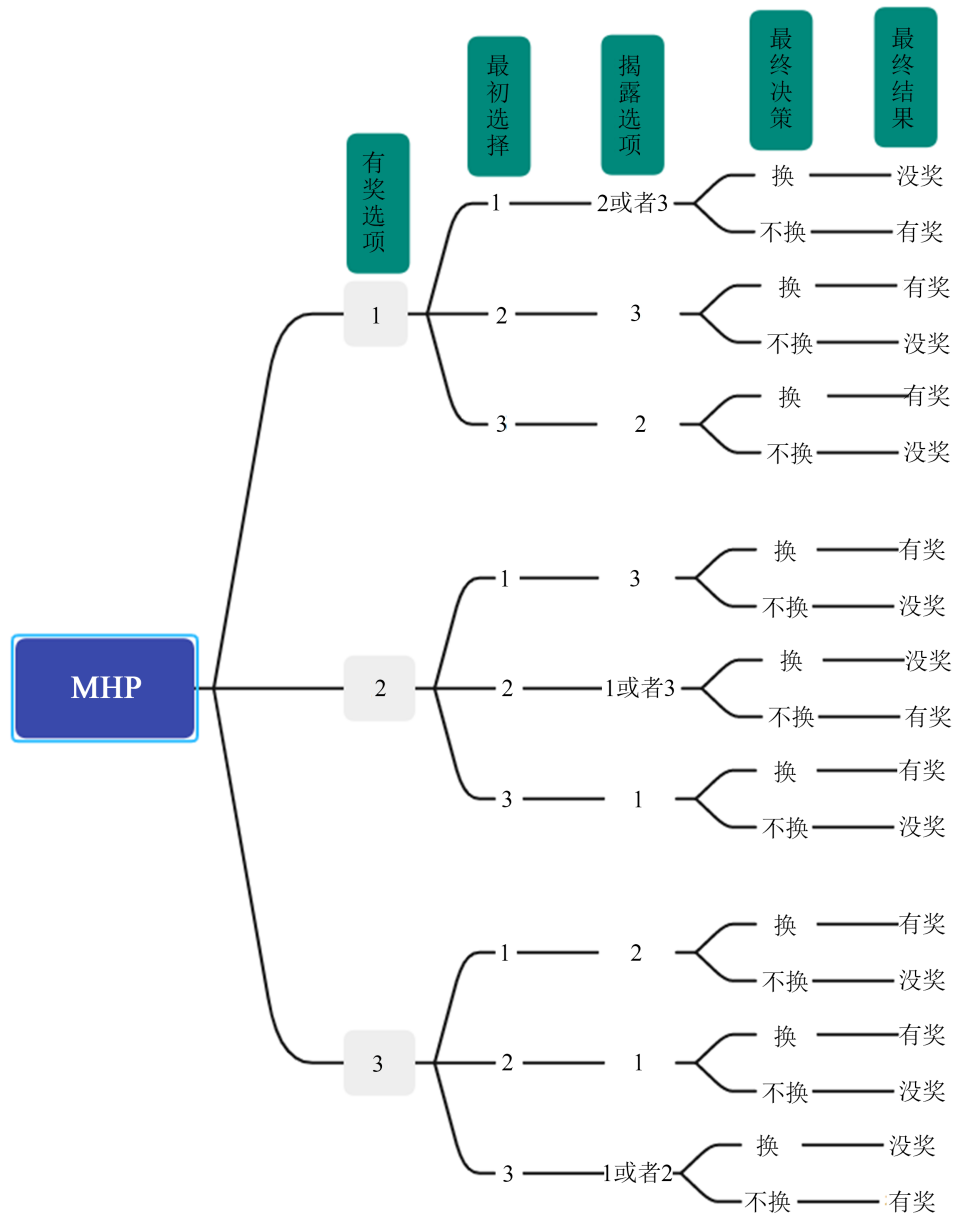 最终决策
最终结果
最初选择
揭露选项
有奖选项
换 没奖
1 2或者3
不换 有奖
换 有奖
1 2 3
不换 没奖
换 有奖
3 2
不换 没奖
换 有奖
1 3
不换 没奖
换 没奖
MHP 2 2 1或者3
不换 有奖
换 有奖
3 1
不换 没奖
换 有奖
1 2
不换 没奖
换 有奖
3 2 1
不换 没奖
换 没奖
3 1或者2
不换 有奖